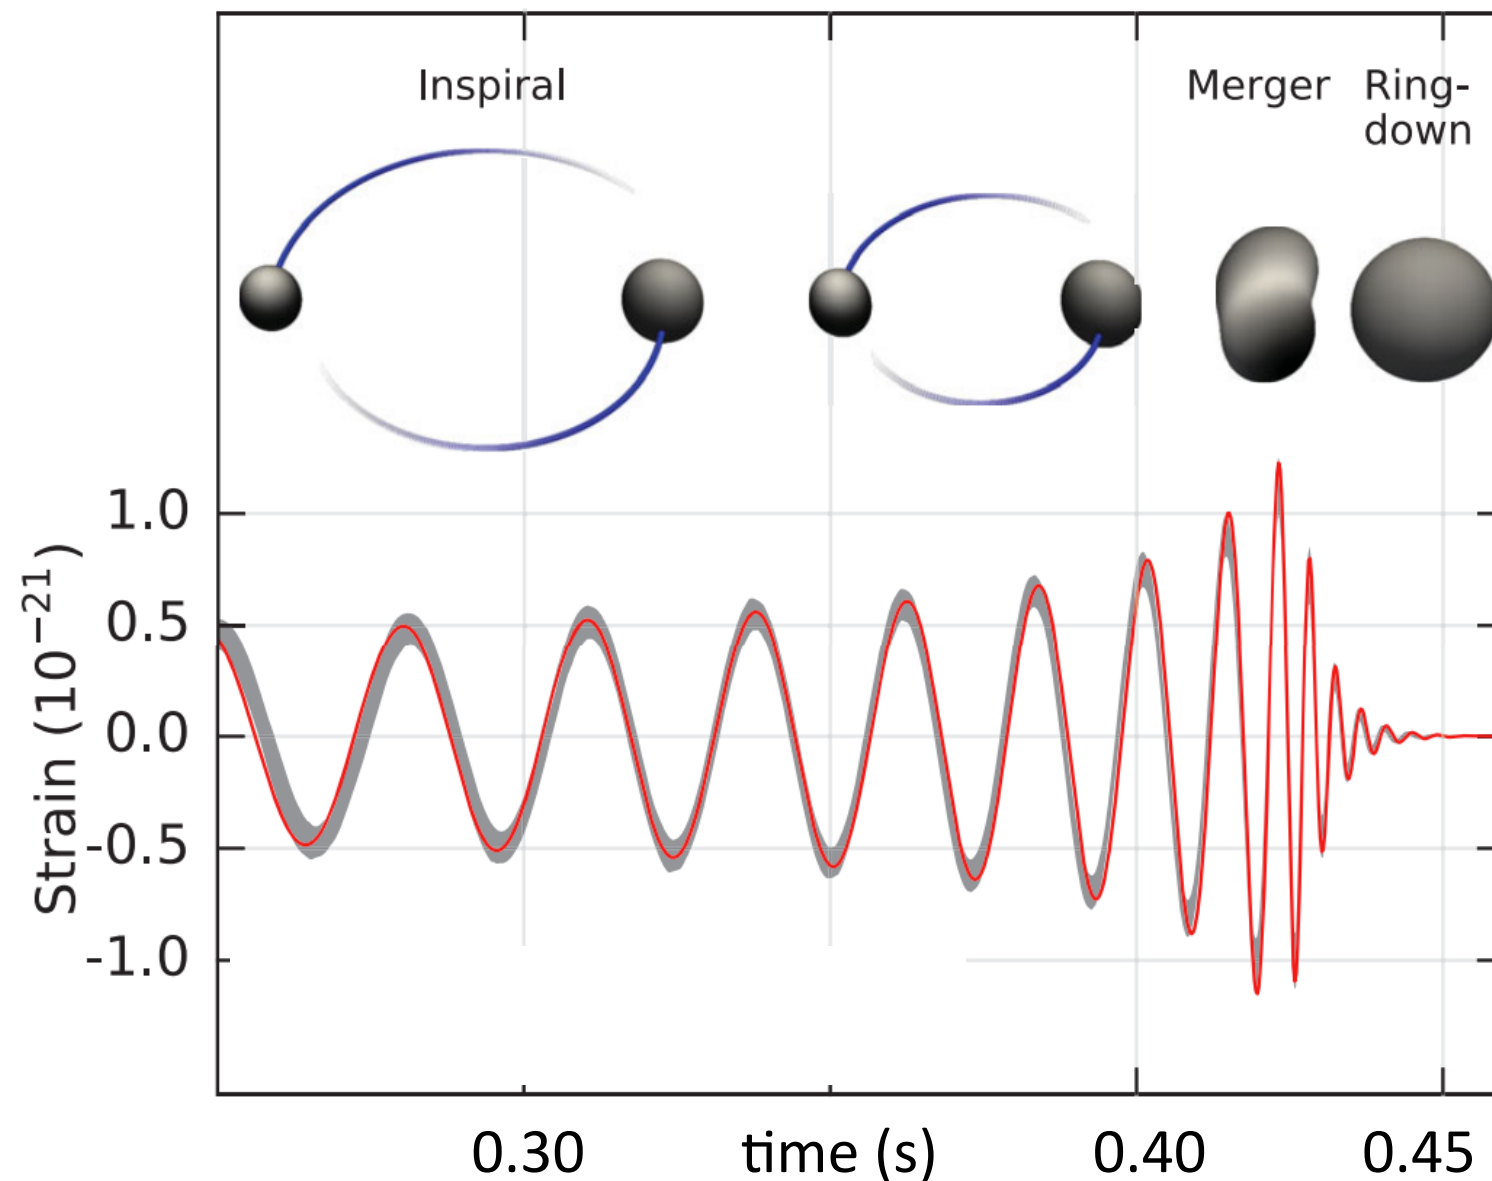 Inspiral
Merger
Ring-
down
1.0
0.5
0.0
-0.5
-1.0
Strain (10⁻²¹)
0.30
time (s)
0.40
0.45